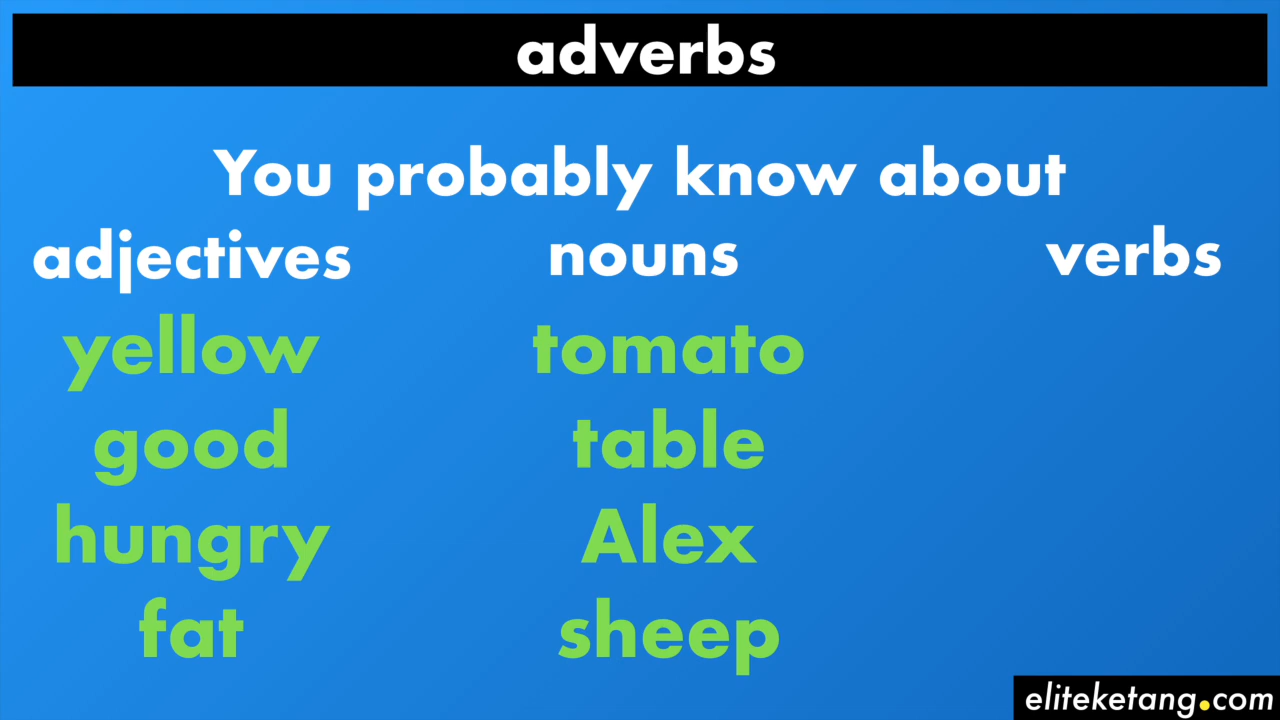 adverbs
You probably know about
adjectives nouns verbs
yellow tomato
good table
hungry Alex
fat sheep
eliteketang.com